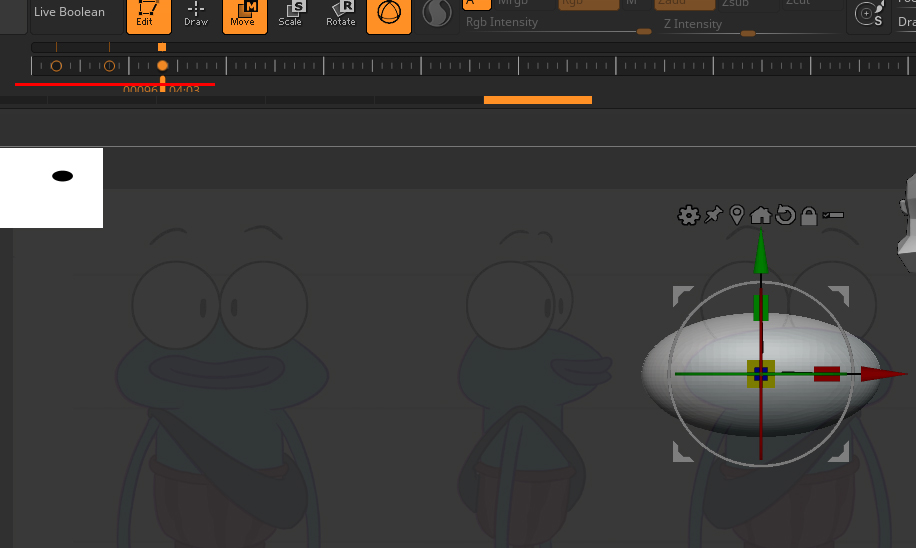 A Mrgb Rgb M Zadd Zsub Zcut
Live Boolean Edit Draw Move Scale Rotate S
Rgb Intensity Z Intensity Dra
00096 04:03